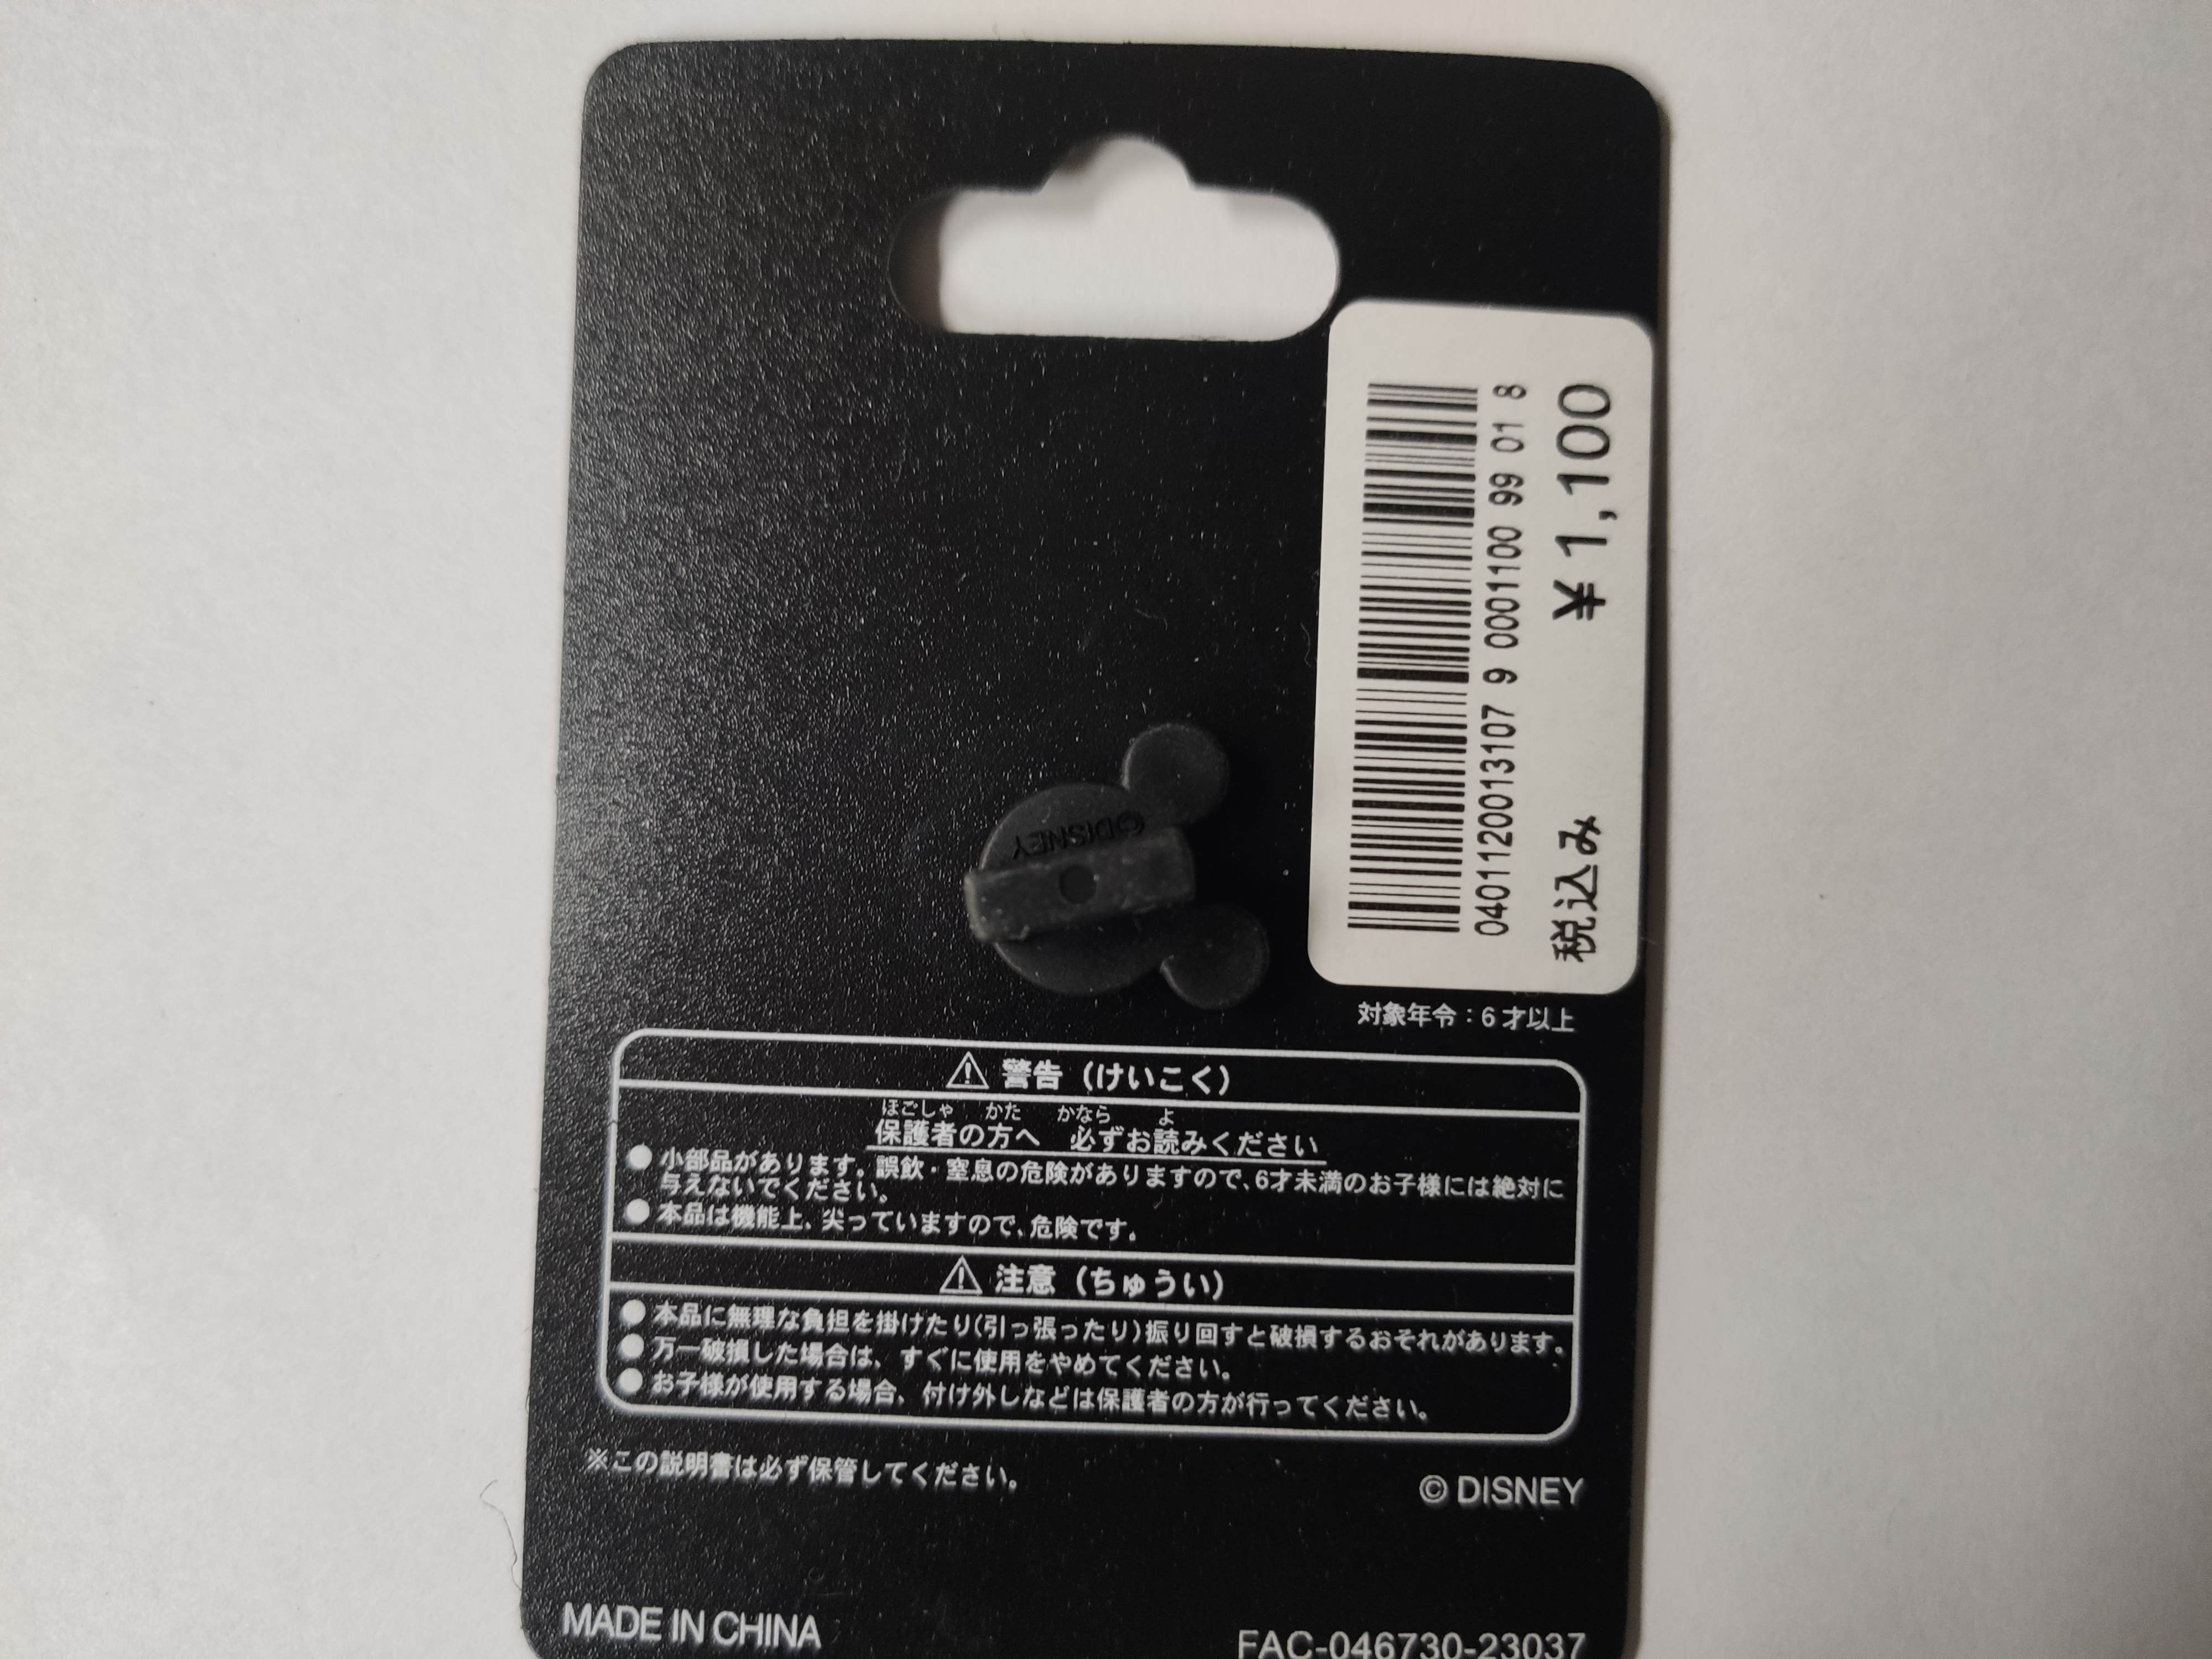 0401120013107 9 0001100 99 01 8
税込み ¥1,100
©DISNEY
対象年令：6才以上
⚠ 警告（けいこく）
ほごしゃ かた かなら よ
保護者の方へ 必ずお読みください
●小部品があります。誤飲・窒息の危険がありますので、6才未満のお子様には絶対に
与えないでください。
●本品は機能上、尖っていますので、危険です。
⚠ 注意（ちゅうい）
●本品に無理な負担を掛けたり(引っ張ったり)振り回すと破損するおそれがあります。
●万一破損した場合は、すぐに使用をやめてください。
●お子様が使用する場合、付け外しなどは保護者の方が行ってください。
※この説明書は必ず保管してください。
© DISNEY
MADE IN CHINA
FAC-046730-23037